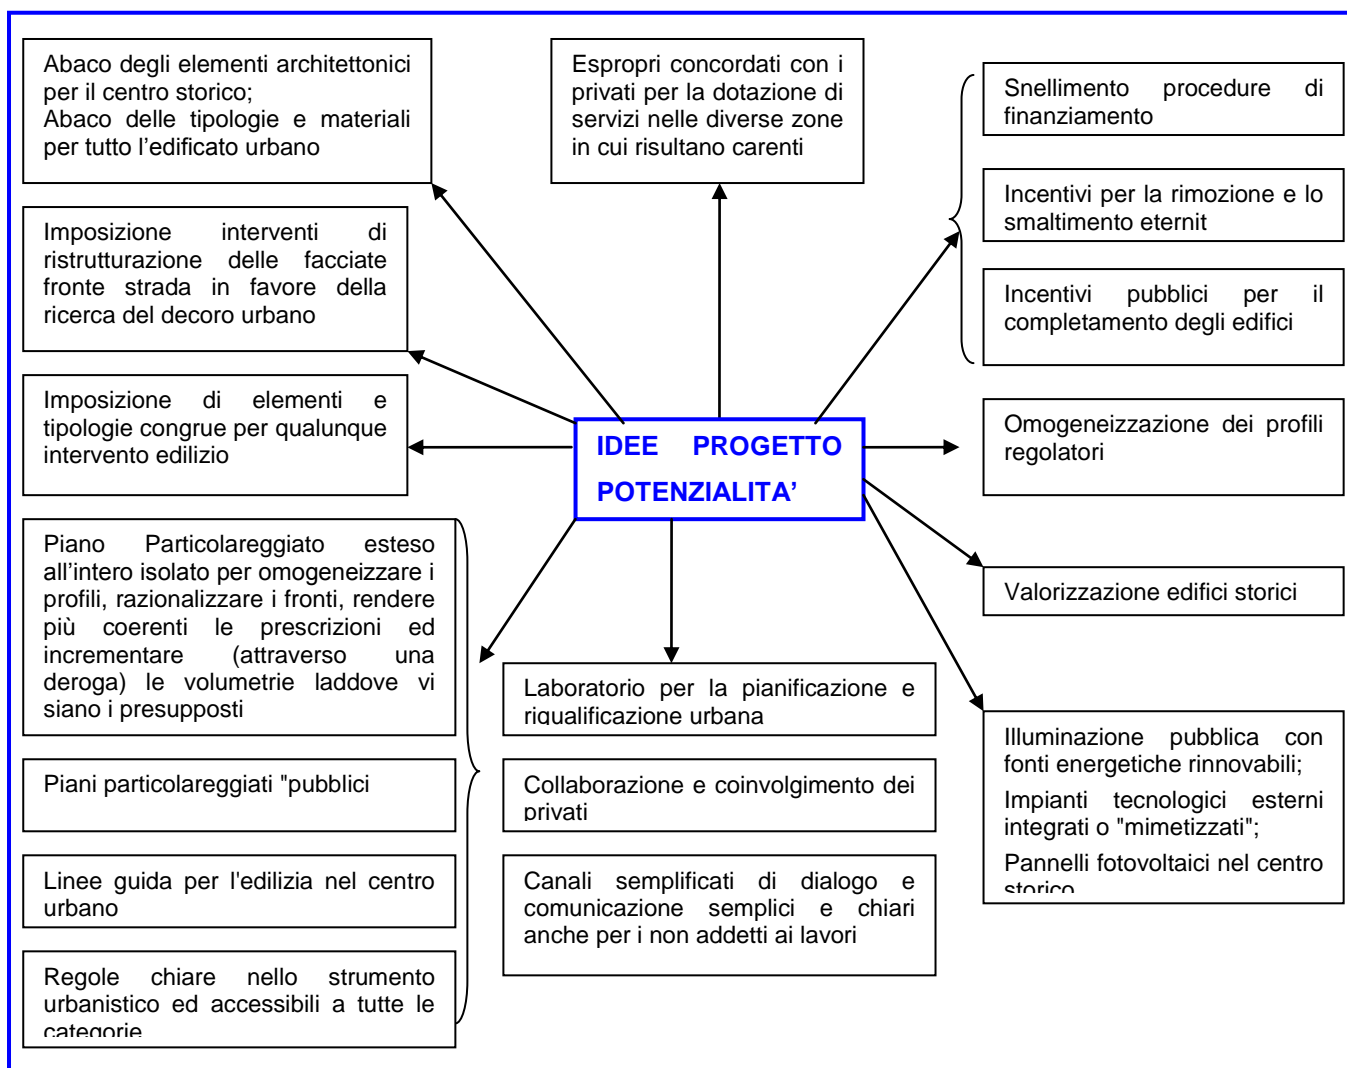 Abaco degli elementi architettonici
per il centro storico;
Abaco delle tipologie e materiali
per tutto l’edificato urbano
Espropri concordati con i
privati per la dotazione di
servizi nelle diverse zone
in cui risultano carenti
Snellimento procedure di
finanziamento
Incentivi per la rimozione e lo
smaltimento eternit
Incentivi pubblici per il
completamento degli edifici
Imposizione interventi di
ristrutturazione delle facciate
fronte strada in favore della
ricerca del decoro urbano
Imposizione di elementi e
tipologie congrue per qualunque
intervento edilizio
IDEE PROGETTO
POTENZIALITA’
Omogeneizzazione dei profili
regolatori
Valorizzazione edifici storici
Piano Particolareggiato esteso
all’intero isolato per omogeneizzare i
profili, razionalizzare i fronti, rendere
più coerenti le prescrizioni ed
incrementare (attraverso una
deroga) le volumetrie laddove vi
siano i presupposti
Piani particolareggiati "pubblici
Linee guida per l'edilizia nel centro
urbano
Regole chiare nello strumento
urbanistico ed accessibili a tutte le
categorie
Laboratorio per la pianificazione e
riqualificazione urbana
Collaborazione e coinvolgimento dei
privati
Canali semplificati di dialogo e
comunicazione semplici e chiari
anche per i non addetti ai lavori
Illuminazione pubblica con
fonti energetiche rinnovabili;
Impianti tecnologici esterni
integrati o "mimetizzati";
Pannelli fotovoltaici nel centro
storico